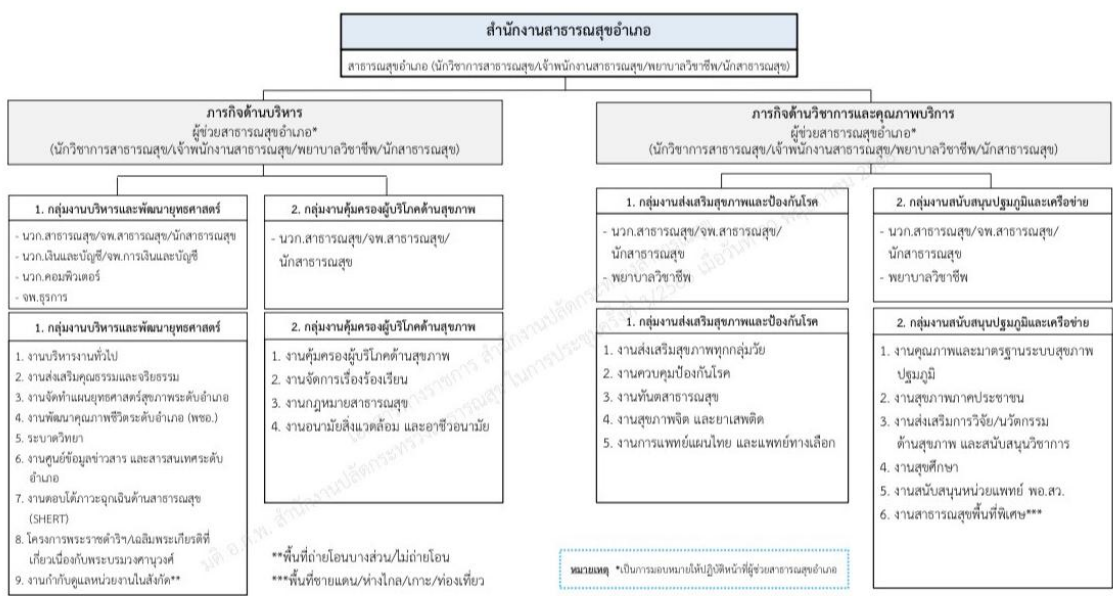 สำนักงานสาธารณสุขอำเภอ
สาธารณสุขอำเภอ (นักวิชาการสาธารณสุข/เจ้าพนักงานสาธารณสุข/พยาบาลวิชาชีพ/นักสาธารณสุข)
ภารกิจด้านบริหาร
ผู้ช่วยสาธารณสุขอำเภอ*
(นักวิชาการสาธารณสุข/เจ้าพนักงานสาธารณสุข/พยาบาลวิชาชีพ/นักสาธารณสุข)
ภารกิจด้านวิชาการและคุณภาพบริการ
ผู้ช่วยสาธารณสุขอำเภอ*
(นักวิชาการสาธารณสุข/เจ้าพนักงานสาธารณสุข/พยาบาลวิชาชีพ/นักสาธารณสุข)
1. กลุ่มงานบริหารและพัฒนายุทธศาสตร์
- นวก.สาธารณสุข/จพ.สาธารณสุข/นักสาธารณสุข
- นวก.เงินและบัญชี/จพ.การเงินและบัญชี
- นวก.คอมพิวเตอร์
- จพ.ธุรการ
2. กลุ่มงานคุ้มครองผู้บริโภคด้านสุขภาพ
- นวก.สาธารณสุข/จพ.สาธารณสุข/
นักสาธารณสุข
1. กลุ่มงานส่งเสริมสุขภาพและป้องกันโรค
- นวก.สาธารณสุข/จพ.สาธารณสุข/
นักสาธารณสุข
- พยาบาลวิชาชีพ
2. กลุ่มงานสนับสนุนปฐมภูมิและเครือข่าย
- นวก.สาธารณสุข/จพ.สาธารณสุข/
นักสาธารณสุข
- พยาบาลวิชาชีพ
1. กลุ่มงานบริหารและพัฒนายุทธศาสตร์
1. งานบริหารงานทั่วไป
2. งานส่งเสริมคุณธรรมและจริยธรรม
3. งานจัดทำแผนยุทธศาสตร์สุขภาพระดับอำเภอ
4. งานพัฒนาคุณภาพชีวิตระดับอำเภอ (พชอ.)
5. ระบาดวิทยา
6. งานศูนย์ข้อมูลข่าวสาร และสารสนเทศระดับ
อำเภอ
7. งานตอบโต้ภาวะฉุกเฉินด้านสาธารณสุข
(SHERT)
8. โครงการพระราชดำริฯ/เฉลิมพระเกียรติที่
เกี่ยวเนื่องกับพระบรมวงศานุวงศ์
9. งานกำกับดูแลหน่วยงานในสังกัด**
2. กลุ่มงานคุ้มครองผู้บริโภคด้านสุขภาพ
1. งานคุ้มครองผู้บริโภคด้านสุขภาพ
2. งานจัดการเรื่องร้องเรียน
3. งานกฎหมายสาธารณสุข
4. งานอนามัยสิ่งแวดล้อม และอาชีวอนามัย
1. กลุ่มงานส่งเสริมสุขภาพและป้องกันโรค
1. งานส่งเสริมสุขภาพทุกกลุ่มวัย
2. งานควบคุมป้องกันโรค
3. งานทันตสาธารณสุข
4. งานสุขภาพจิต และยาเสพติด
5. งานการแพทย์แผนไทย และแพทย์ทางเลือก
2. กลุ่มงานสนับสนุนปฐมภูมิและเครือข่าย
1. งานคุณภาพและมาตรฐานระบบสุขภาพ
ปฐมภูมิ
2. งานสุขภาพภาคประชาชน
3. งานส่งเสริมการวิจัย/นวัตกรรม
ด้านสุขภาพ และสนับสนุนวิชาการ
4. งานสุขศึกษา
5. งานสนับสนุนหน่วยแพทย์ พอ.สว.
6. งานสาธารณสุขพื้นที่พิเศษ***
**พื้นที่ถ่ายโอนบางส่วน/ไม่ถ่ายโอน
***พื้นที่ชายแดน/ห่างไกล/เกาะ/ท่องเที่ยว
หมายเหตุ *เป็นการมอบหมายให้ปฏิบัติหน้าที่ผู้ช่วยสาธารณสุขอำเภอ